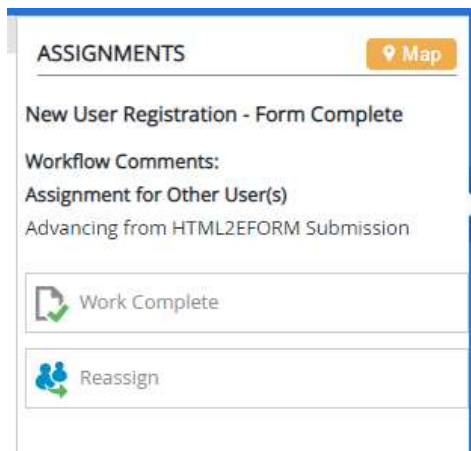 ASSIGNMENTS
Map
New User Registration - Form Complete
Workflow Comments:
Assignment for Other User(s)
Advancing from HTML2EFORM Submission
Work Complete
Reassign